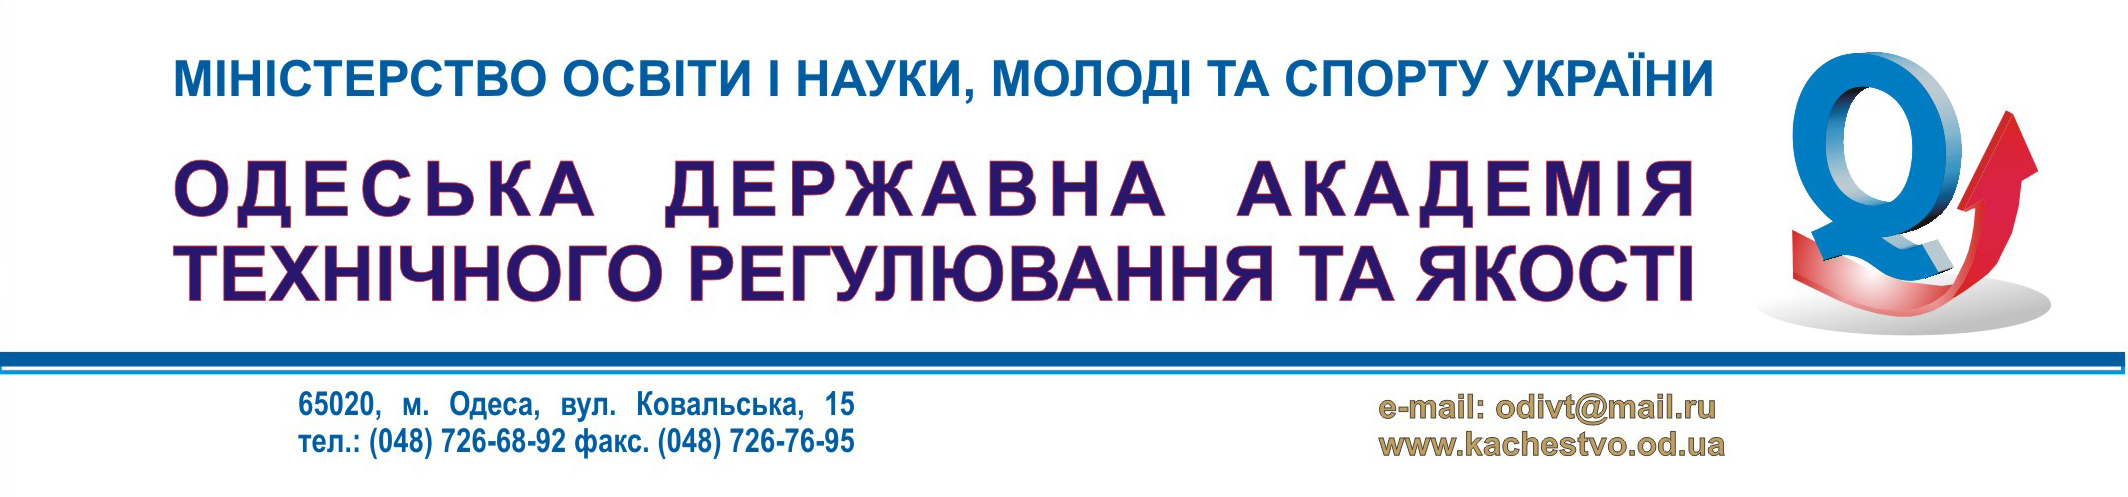 МІНІСТЕРСТВО ОСВІТИ І НАУКИ, МОЛОДІ ТА СПОРТУ УКРАЇНИ
ОДЕСЬКА ДЕРЖАВНА АКАДЕМІЯ
ТЕХНІЧНОГО РЕГУЛЮВАННЯ ТА ЯКОСТІ
Q
65020, м. Одеса, вул. Ковальська, 15
тел.: (048) 726-68-92 факс. (048) 726-76-95
e-mail: odivt@mail.ru
www.kachestvo.od.ua